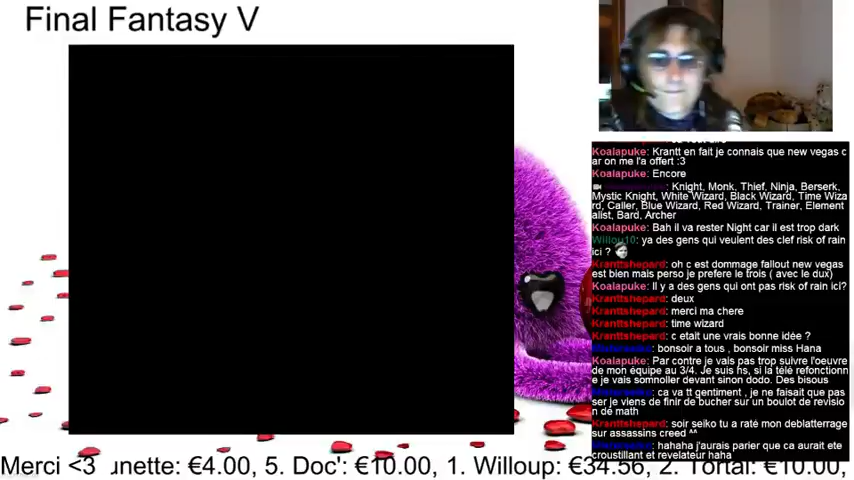 Final Fantasy V
Koalapuke: Krantt en fait je connais que new vegas c
ar on me l'a offert :3
Koalapuke: Encore
: Knight, Monk, Thief, Ninja, Berserk,
Mystic Knight, White Wizard, Black Wizard, Time Wiza
rd, Caller, Blue Wizard, Red Wizard, Trainer, Element
alist, Bard, Archer
Koalapuke: Bah il va rester Night car il est trop dark
Willou10: ya des gens qui veulent des clef risk of rain
ici ?
Kranttshepard: oh c est dommage fallout new vegas
est bien mais perso je prefere le trois ( avec le dux)
Koalapuke: Il y a des gens qui ont pas risk of rain ici?
Kranttshepard: deux
Kranttshepard: merci ma chere
Kranttshepard: time wizard
Kranttshepard: c etait une vrais bonne idée ?
: bonsoir a tous , bonsoir miss Hana
Koalapuke: Par contre je vais pas trop suivre l'oeuvre
de mon équipe au 3/4. Je suis hs, si la télé refonctionn
e je vais somnoler devant sinon dodo. Des bisous
: ca va tt gentiment , je ne faisait que pas
ser je viens de finir de bucher sur un boulot de revisio
n de math
Kranttshepard: soir seiko tu a raté mon deblatterrage
sur assassins creed ^^
: hahaha j'aurais parier que ca aurait ete
croustillant et revelateur haha
Merci <3 unette: €4.00, 5. Doc': €10.00, 1. Willoup: €34.56, 2. Tortal: €10.00,